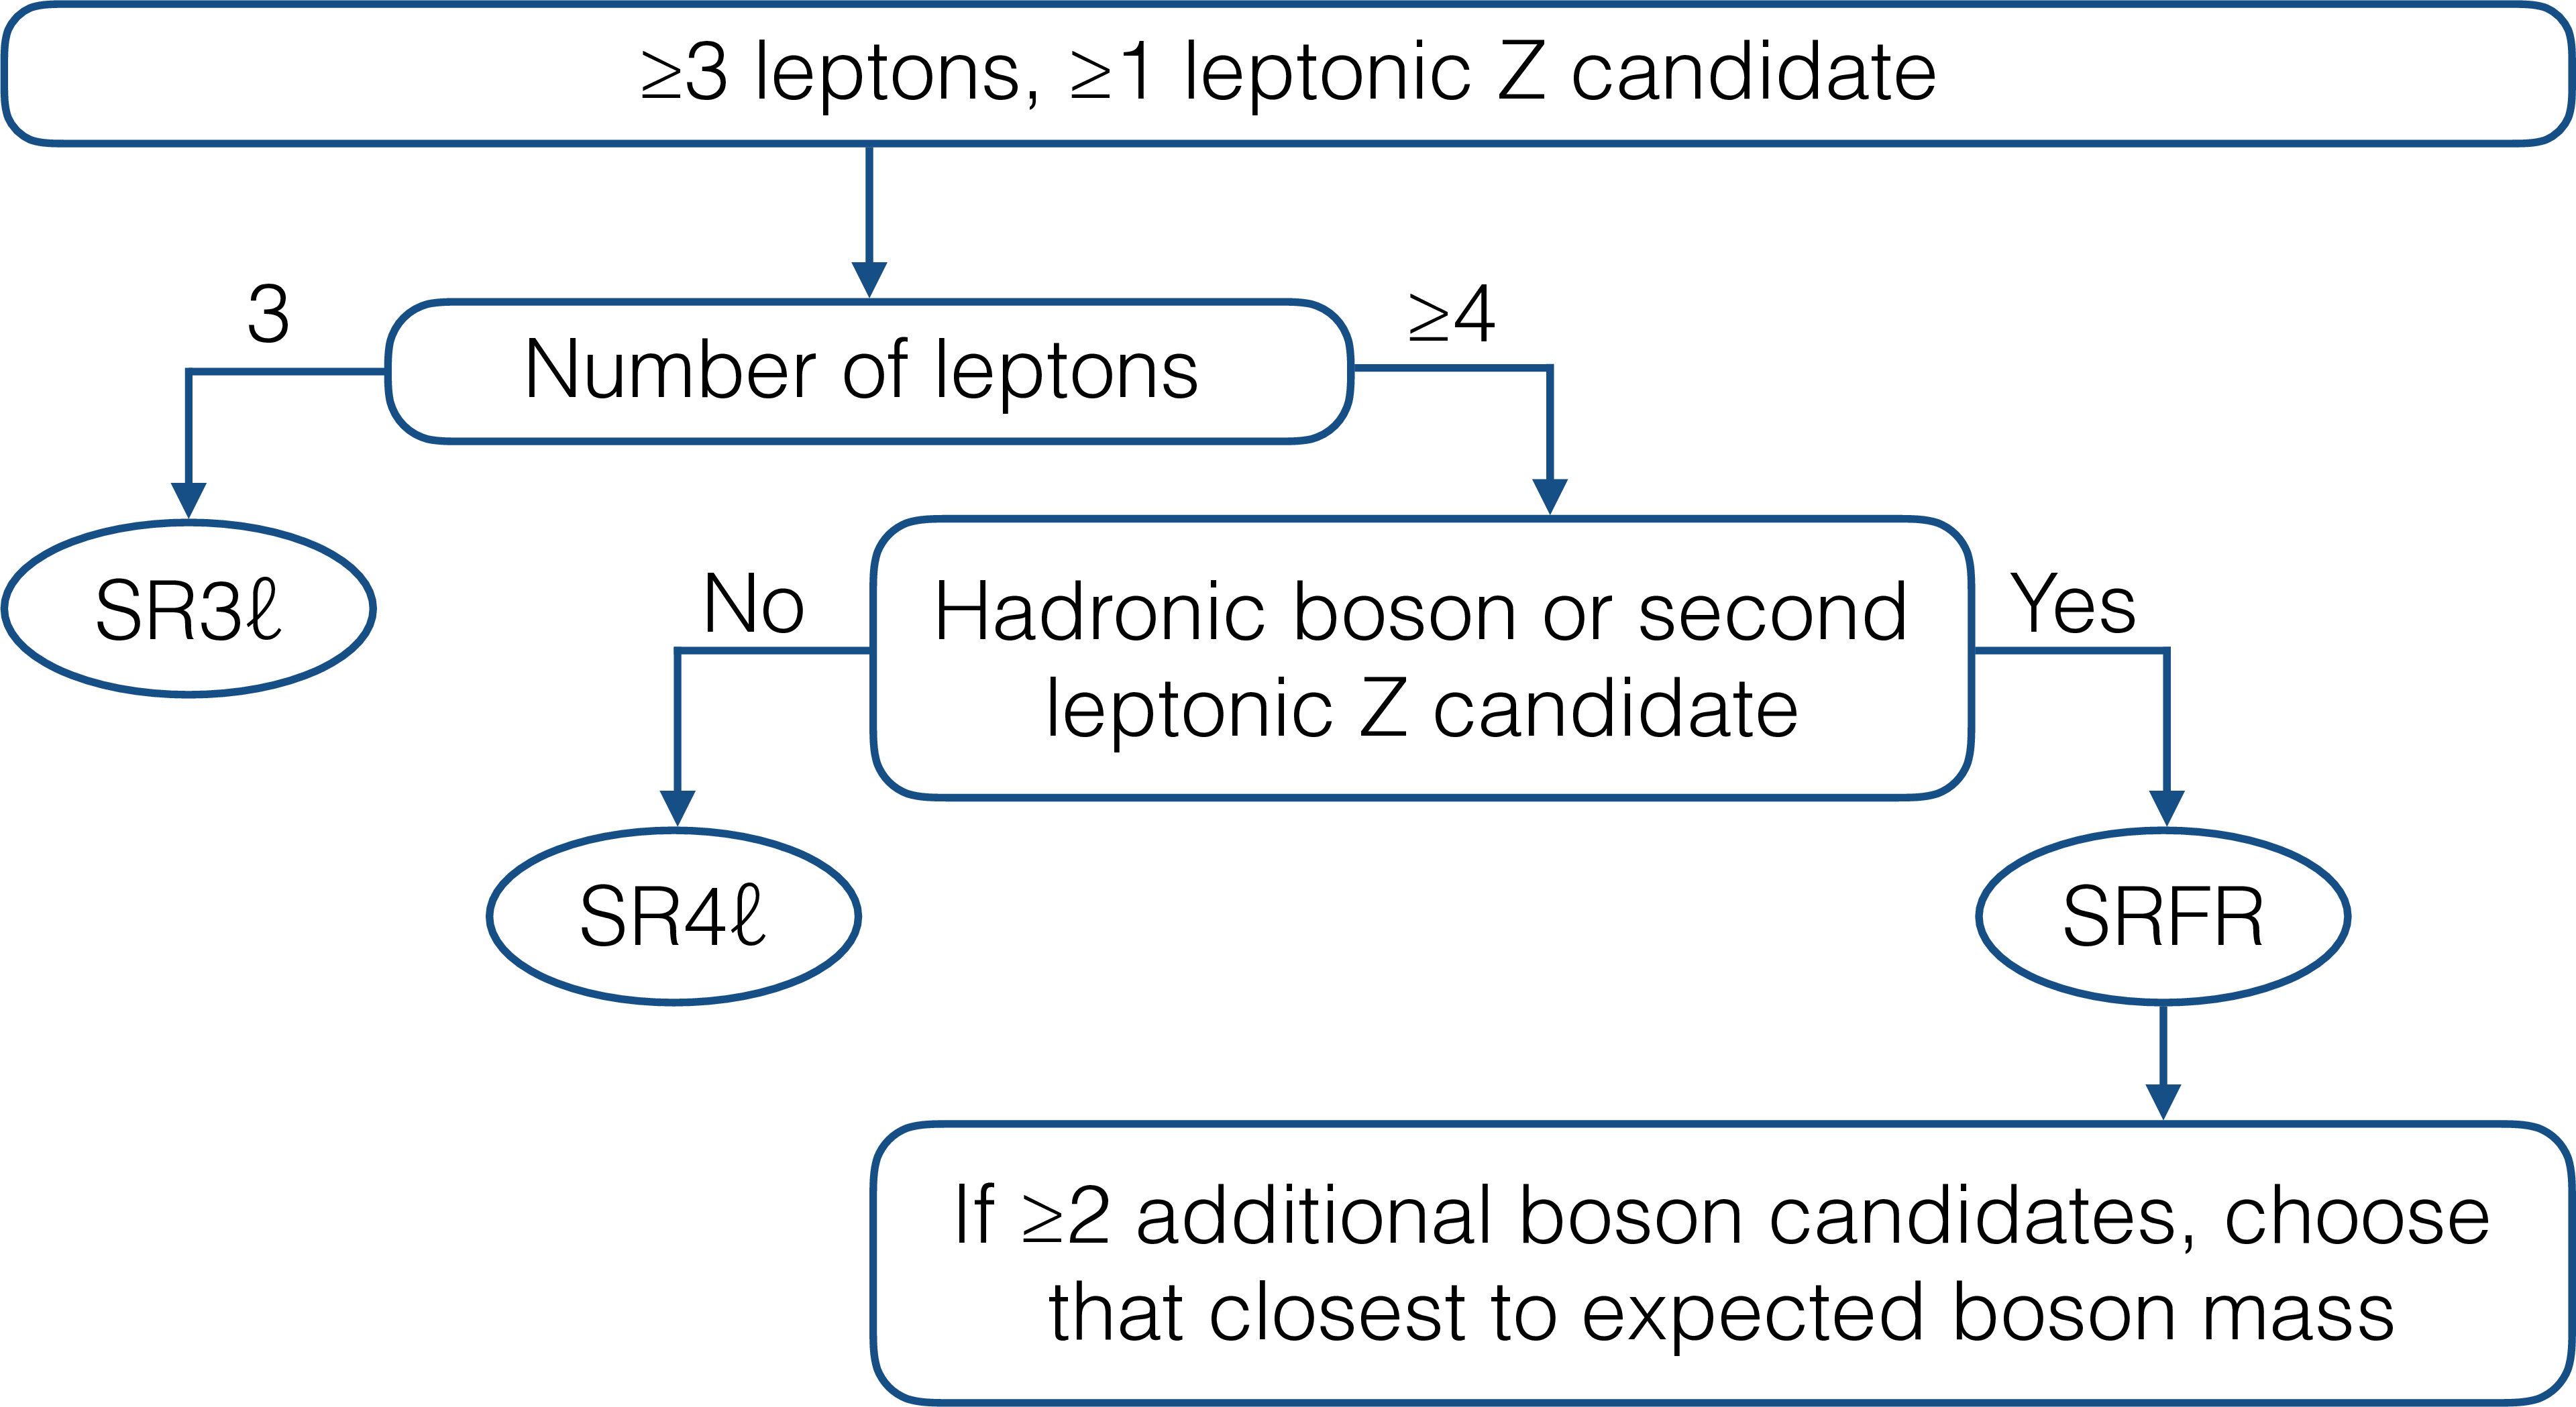 ≥3 leptons, ≥1 leptonic Z candidate
3
Number of leptons
≥4
SR3ℓ
No
Hadronic boson or second
leptonic Z candidate
Yes
SR4ℓ
SRFR
If ≥2 additional boson candidates, choose
that closest to expected boson mass